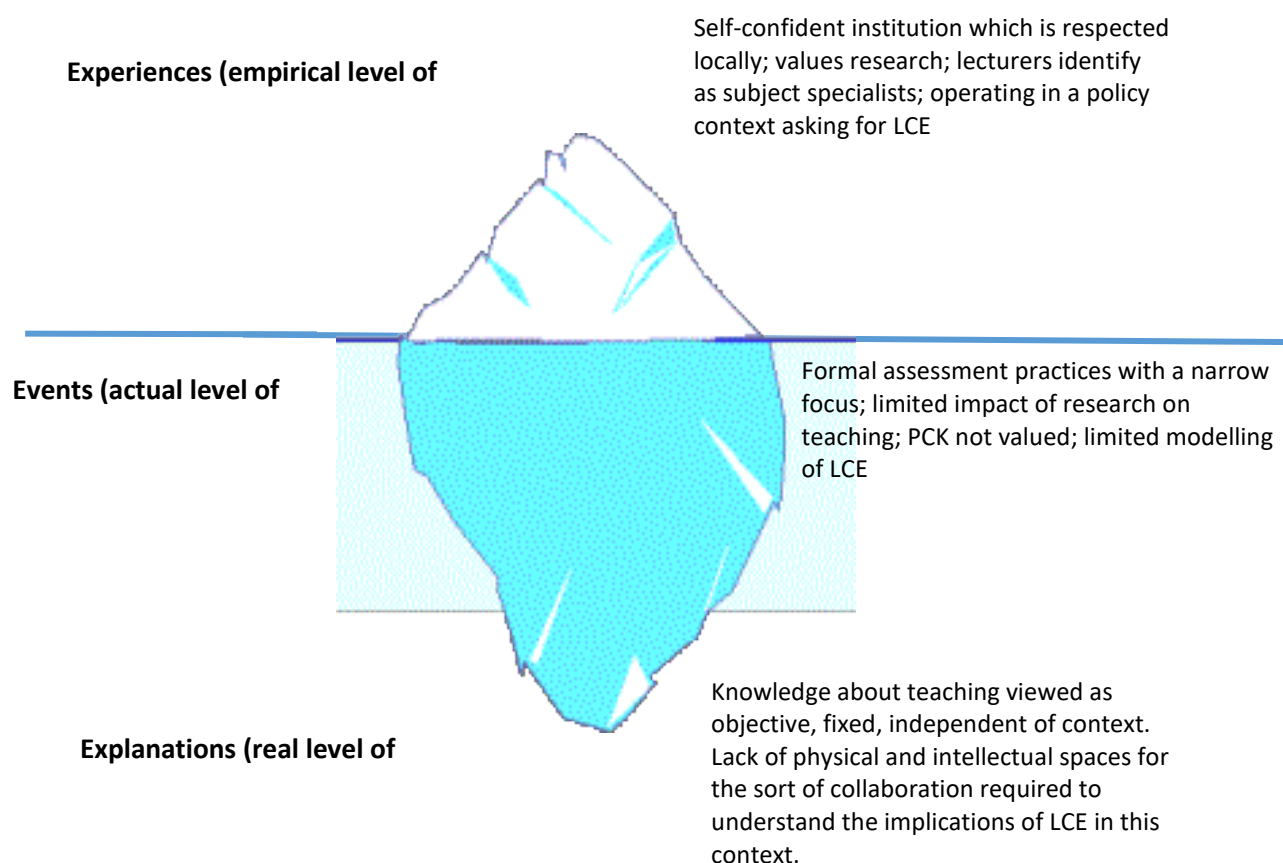 Experiences (empirical level of
Self-confident institution which is respected
locally; values research; lecturers identify
as subject specialists; operating in a policy
context asking for LCE
Events (actual level of
Formal assessment practices with a narrow
focus; limited impact of research on
teaching; PCK not valued; limited modelling
of LCE
Explanations (real level of
Knowledge about teaching viewed as
objective, fixed, independent of context.
Lack of physical and intellectual spaces for
the sort of collaboration required to
understand the implications of LCE in this
context.